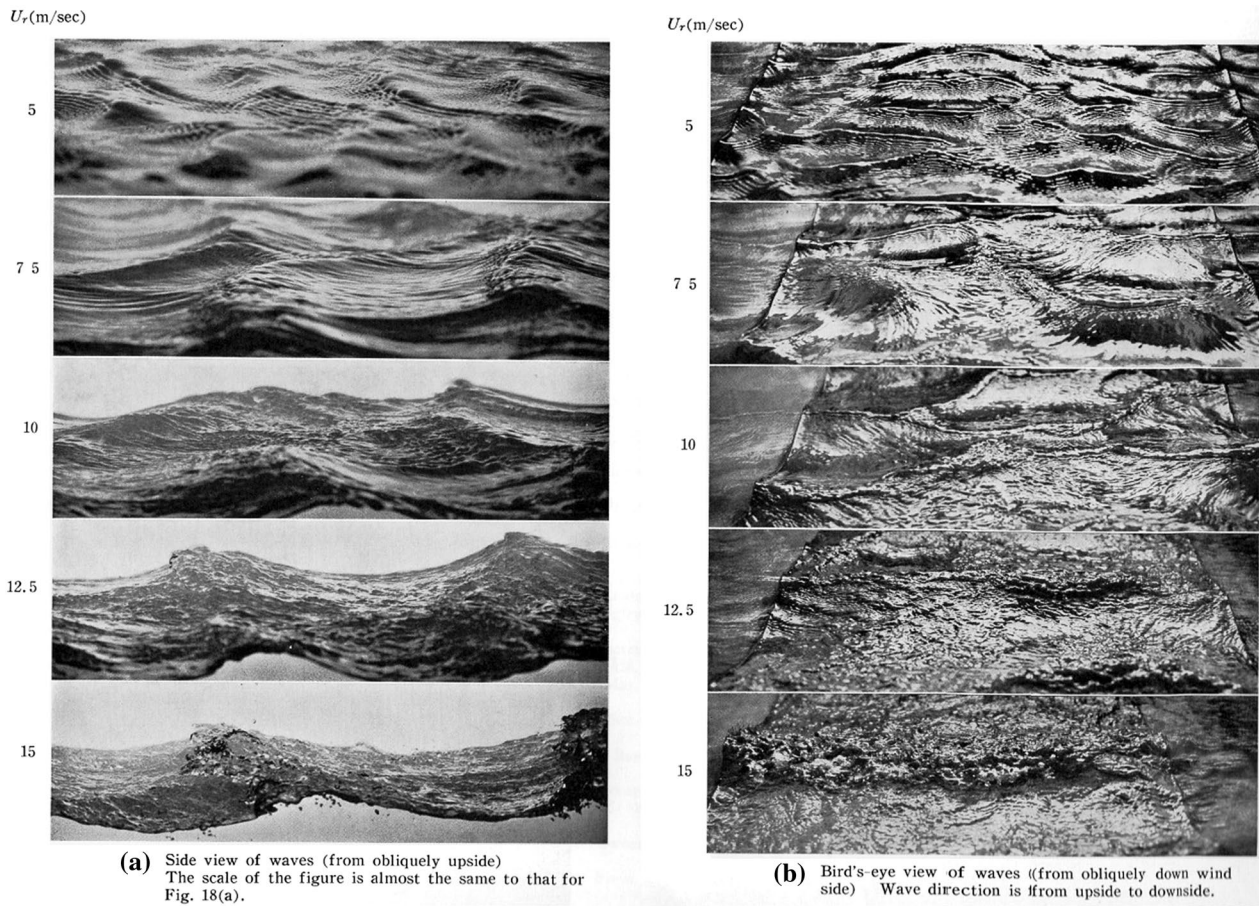 U_r(m/sec)
5
7 5
10
12.5
15
(a) Side view of waves (from obliquely upside)
The scale of the figure is almost the same to that for
Fig. 18(a).
U_r(m/sec)
5
7 5
10
12.5
15
(b) Bird's-eye view of waves ((from obliquely down wind
side) Wave direction is from upside to downside.